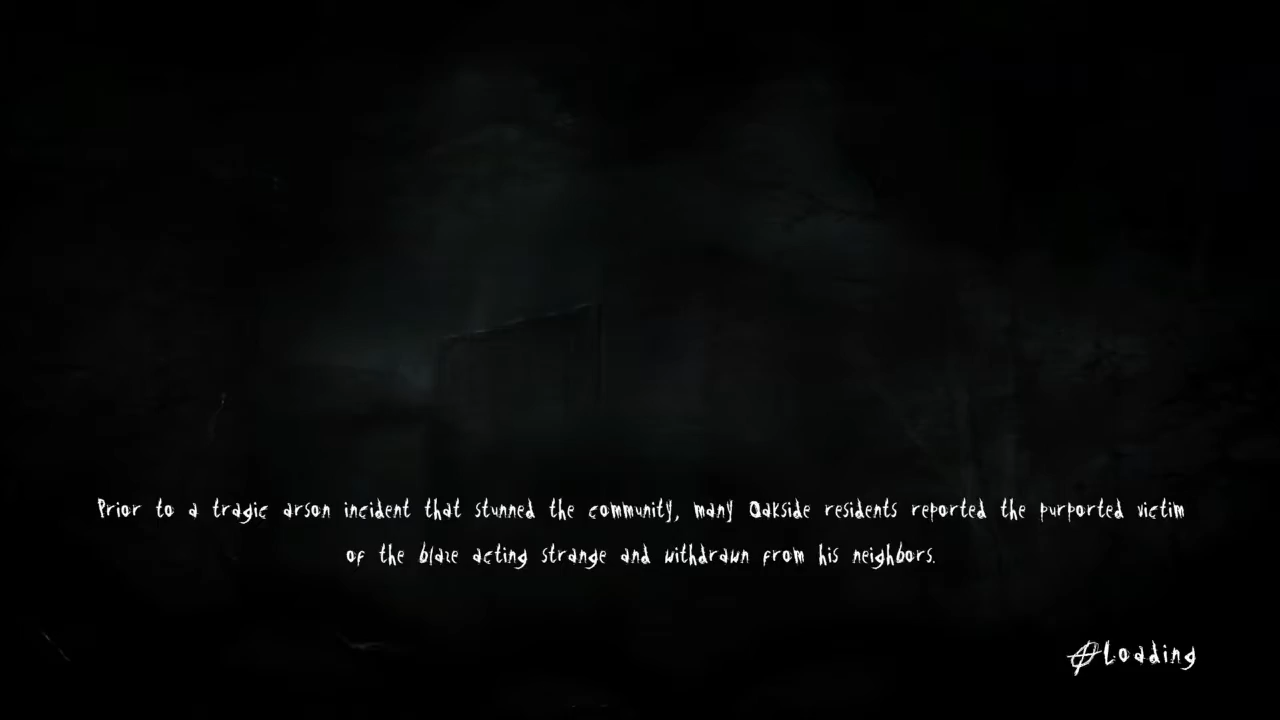 Prior to a tragic arson incident that stunned the community, many Oakside residents reported the purported victim
of the blaze acting strange and withdrawn from his neighbors.
Loading